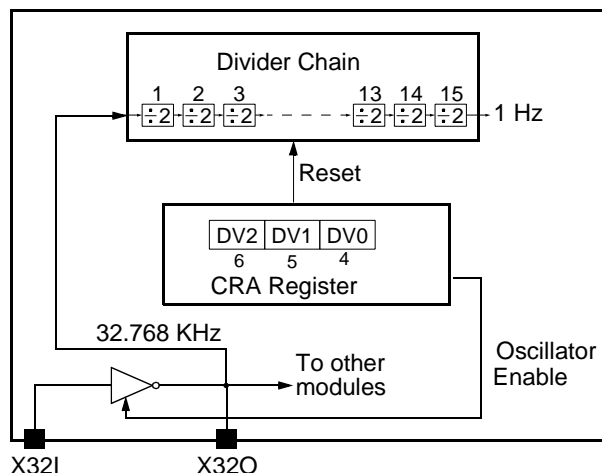 Divider Chain
1 2 3 13 14 15
÷2 ÷2 ÷2 ÷2 ÷2 ÷2
1 Hz
Reset
DV2 DV1 DV0
6 5 4
CRA Register
32.768 KHz
To other
modules
Oscillator
Enable
X32I X32O